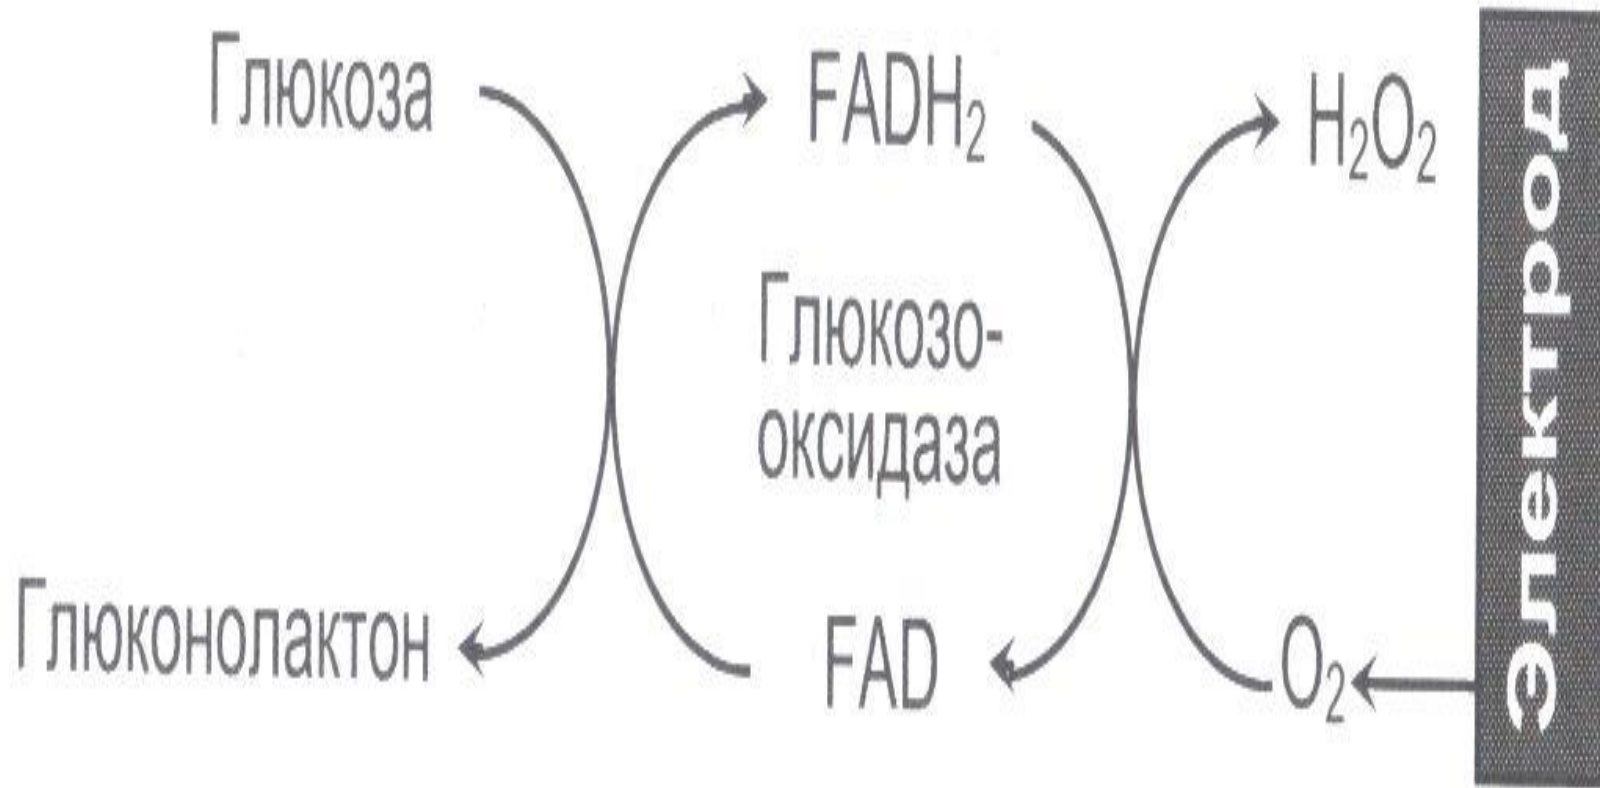 Глюкоза
FADH₂
H₂O₂
Глюкозо-
оксидаза
Глюконолактон
FAD
O₂
Электрод